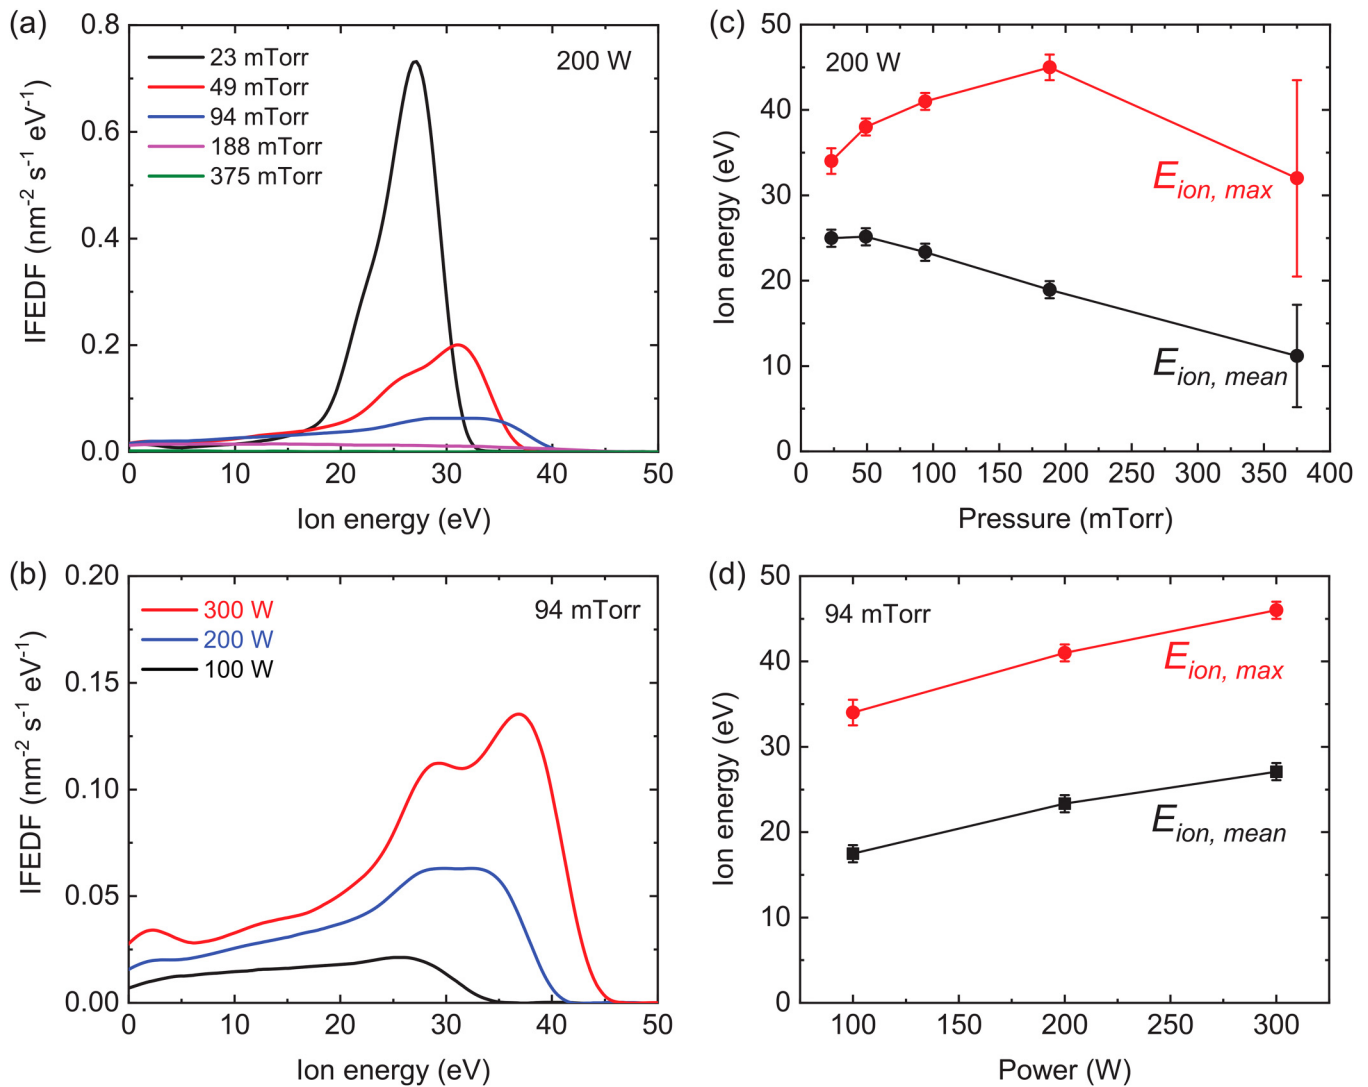 (a)
0.8
0.6
0.4
0.2
0.0
IFEDF (nm⁻² s⁻¹ eV⁻¹)
23 mTorr
49 mTorr
94 mTorr
188 mTorr
375 mTorr
200 W
0 10 20 30 40 50
Ion energy (eV)
(c)
50
40
30
20
10
0
Ion energy (eV)
200 W
E ion, max
E ion, mean
0 50 100 150 200 250 300 350 400
Pressure (mTorr)
(b)
0.20
0.15
0.10
0.05
0.00
IFEDF (nm⁻² s⁻¹ eV⁻¹)
300 W
200 W
100 W
94 mTorr
0 10 20 30 40 50
Ion energy (eV)
(d)
50
40
30
20
10
0
Ion energy (eV)
94 mTorr
E ion, max
E ion, mean
100 150 200 250 300
Power (W)